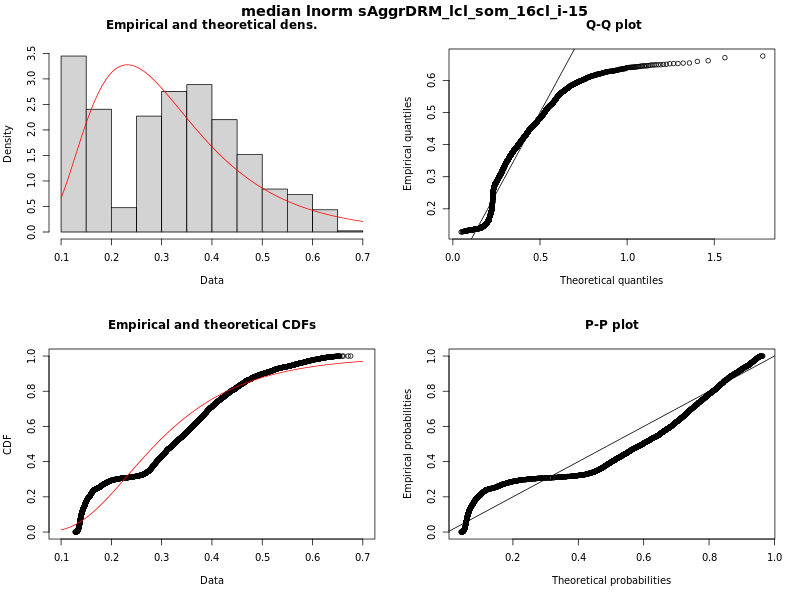 median lnorm sAggrDRM_lcl_som_16cl_i-15
Empirical and theoretical dens.
Density
0.0 0.5 1.0 1.5 2.0 2.5 3.0 3.5
0.1 0.2 0.3 0.4 0.5 0.6 0.7
Data
Q-Q plot
Empirical quantiles
0.2 0.3 0.4 0.5 0.6
0.0 0.5 1.0 1.5
Theoretical quantiles
Empirical and theoretical CDFs
CDF
0.0 0.2 0.4 0.6 0.8 1.0
0.1 0.2 0.3 0.4 0.5 0.6 0.7
Data
P-P plot
Empirical probabilities
0.0 0.2 0.4 0.6 0.8 1.0
0.2 0.4 0.6 0.8 1.0
Theoretical probabilities